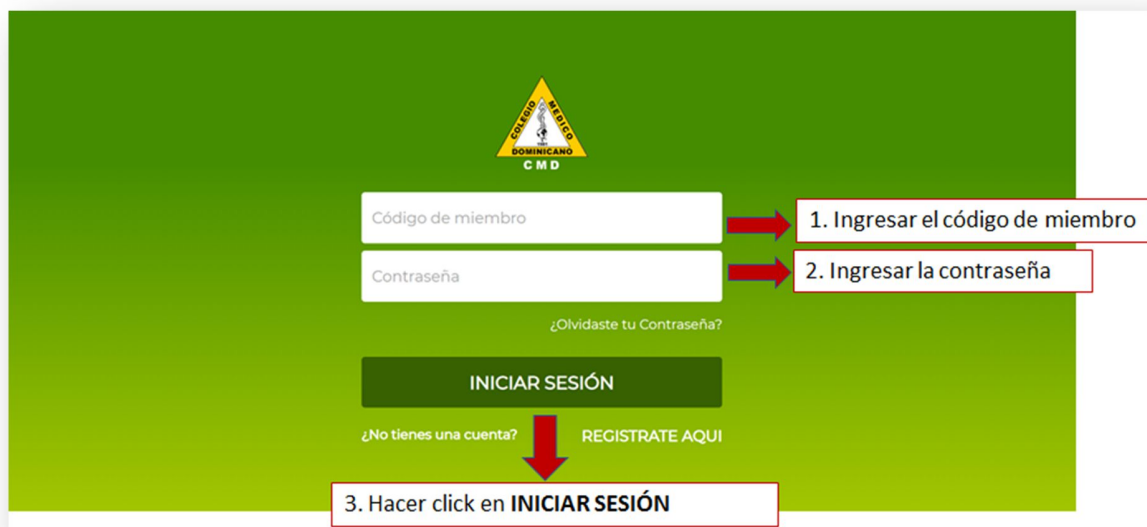 COLEGIO MEDICO
DOMINICANO
CMD
Código de miembro
1. Ingresar el código de miembro
Contraseña
2. Ingresar la contraseña
¿Olvidaste tu Contraseña?
INICIAR SESIÓN
¿No tienes una cuenta? REGISTRATE AQUI
3. Hacer click en INICIAR SESIÓN